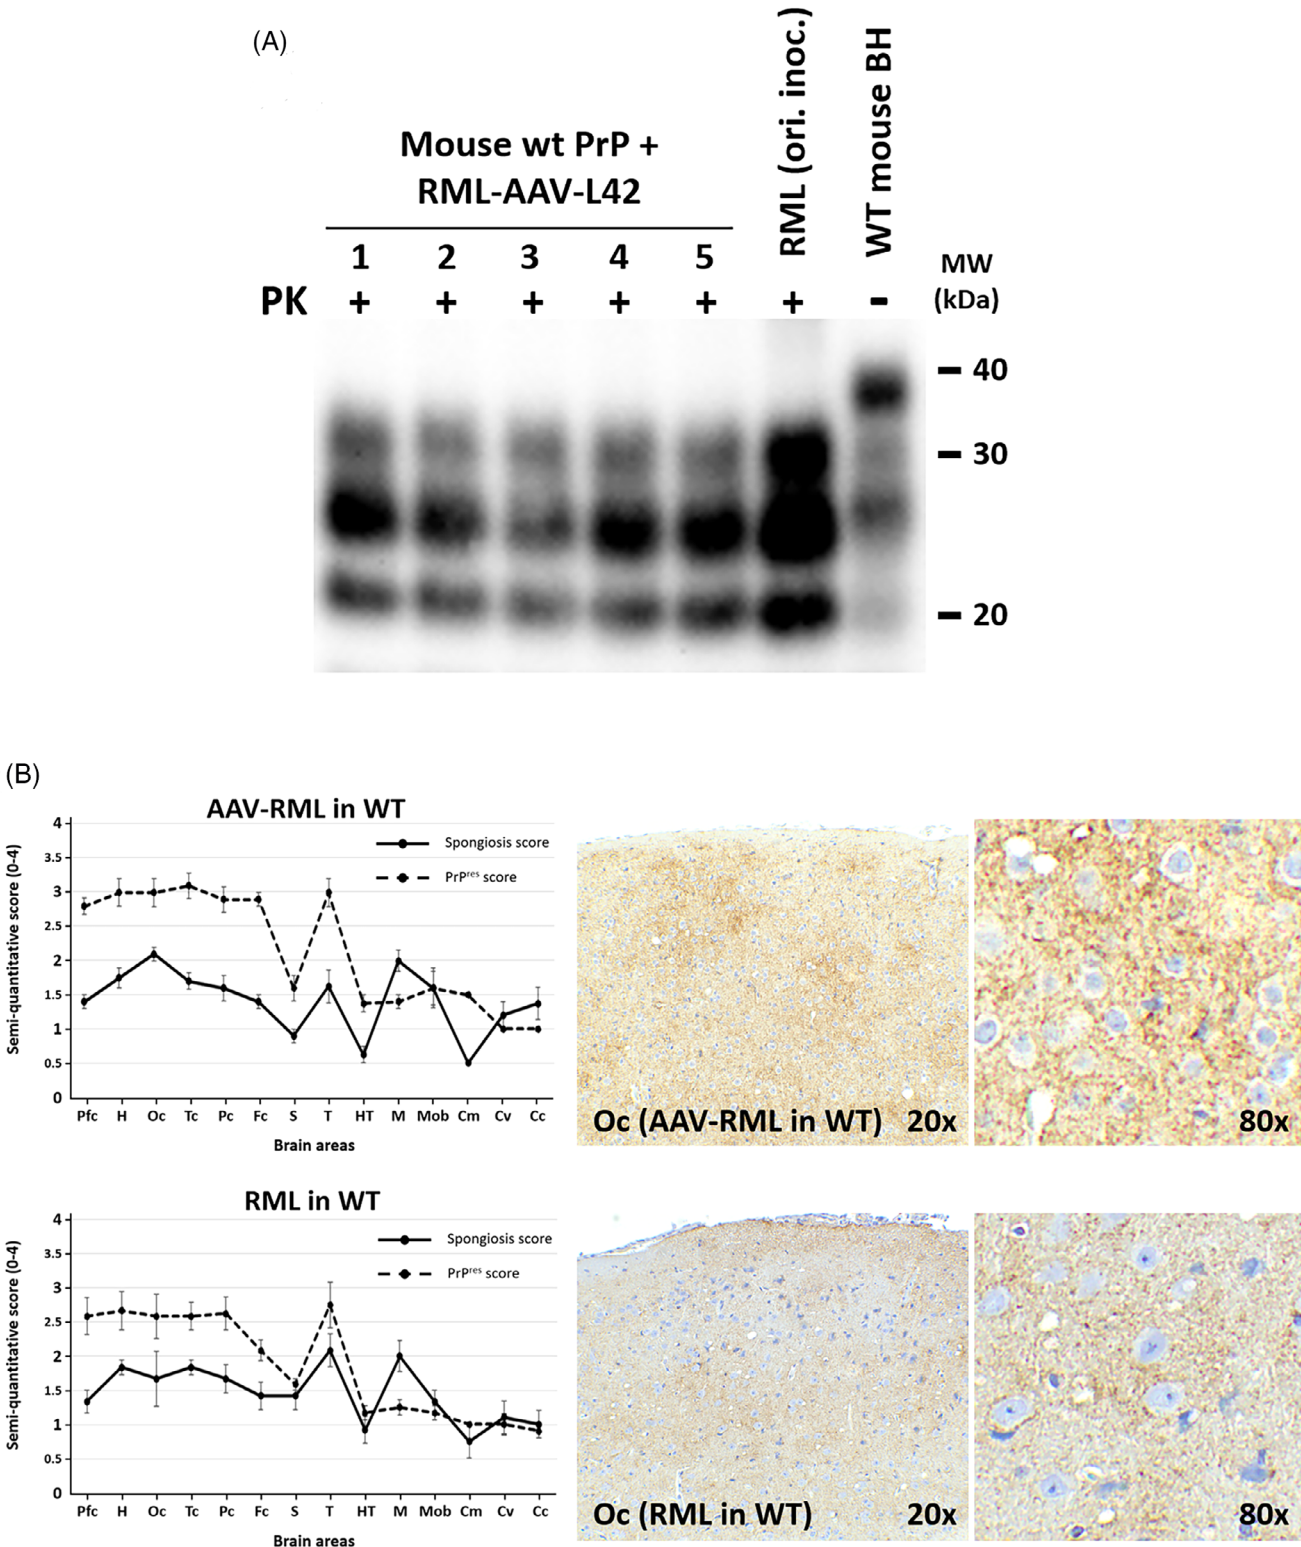 (A)
Mouse wt PrP +
RML-AAV-L42
RML (ori. inoc.)
WT mouse BH
1 2 3 4 5
MW
(kDa)
PK + + + + + + -
40
30
20
(B)
AAV-RML in WT
Semi-quantitative score (0-4)
4
3.5
3
2.5
2
1.5
1
0.5
0
Spongiosis score
PrPres score
Pfc H Oc Tc Pc Fc S T HT M Mob Cm Cv Cc
Brain areas
Oc (AAV-RML in WT) 20x
80x
RML in WT
Semi-quantitative score (0-4)
4
3.5
3
2.5
2
1.5
1
0.5
0
Spongiosis score
PrPres score
Pfc H Oc Tc Pc Fc S T HT M Mob Cm Cv Cc
Brain areas
Oc (RML in WT) 20x
80x